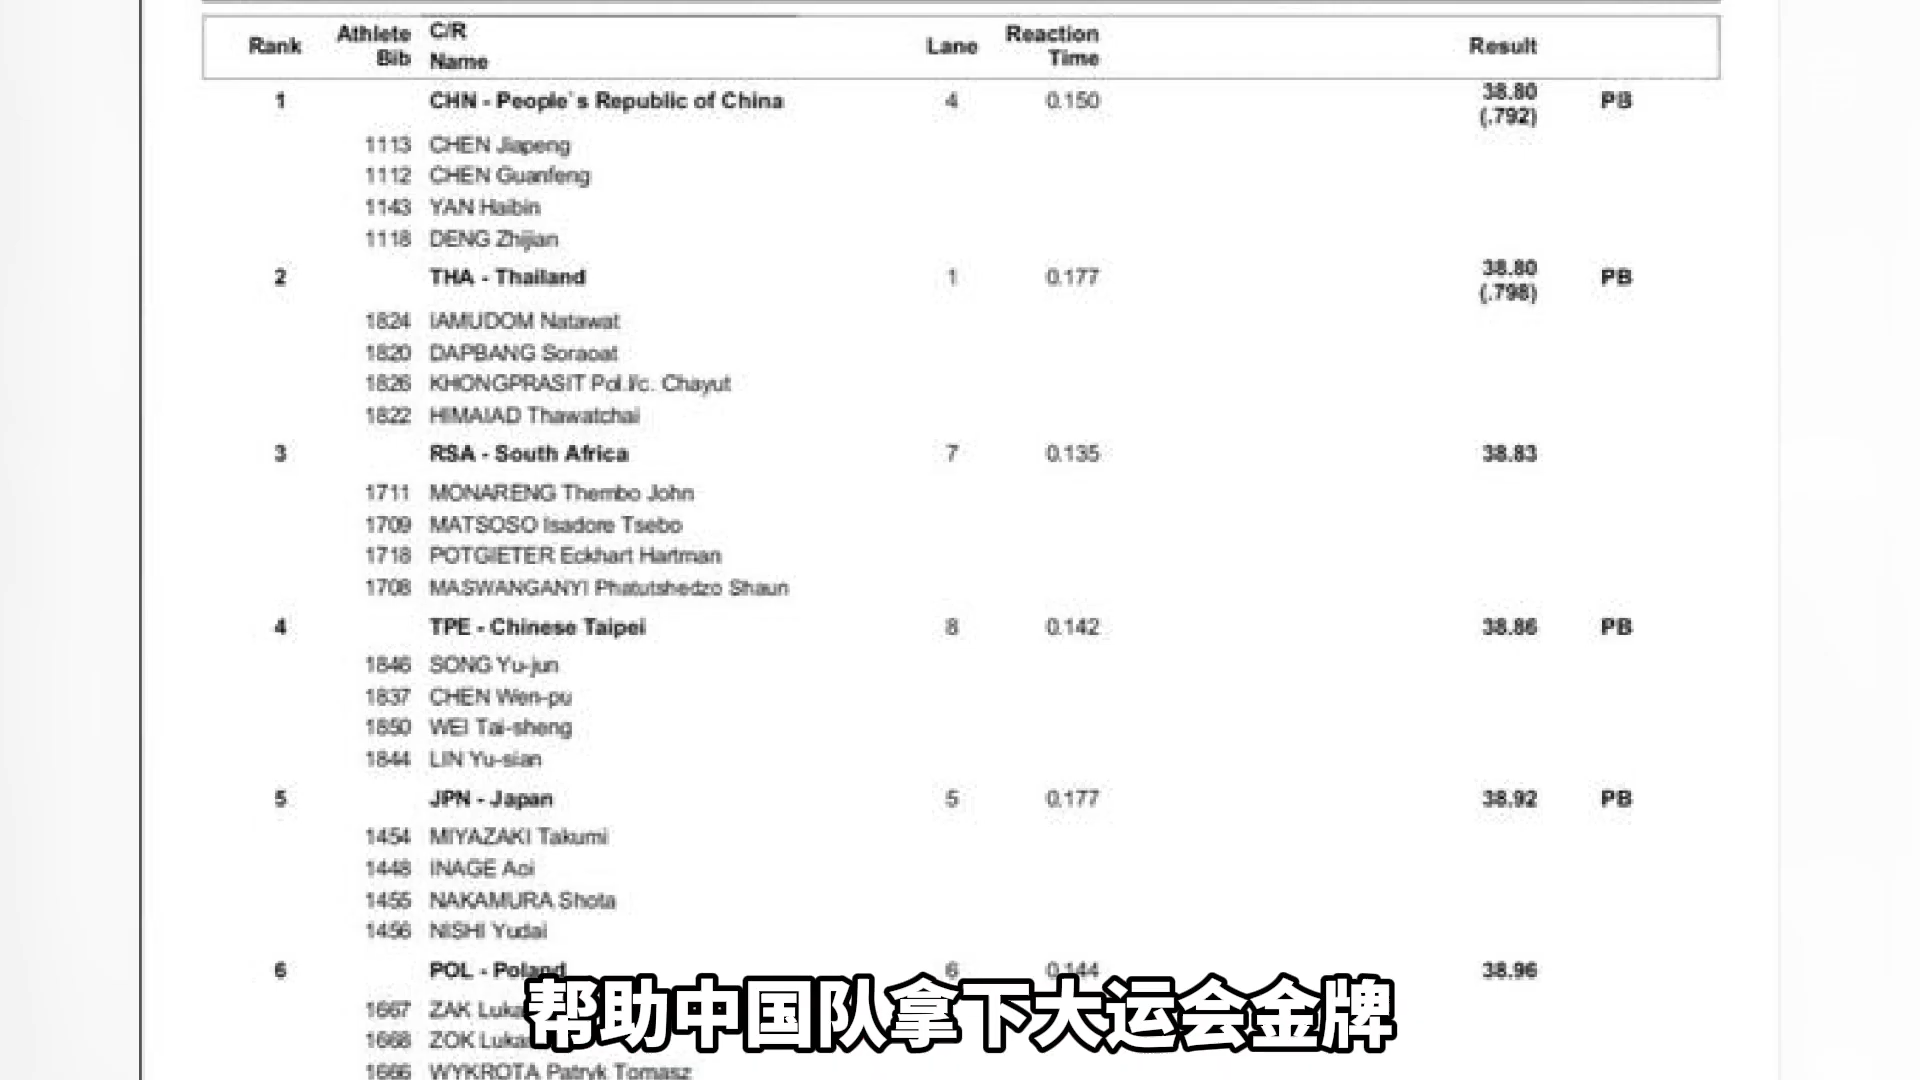 Rank Athlete Bib C/R Name Lane Reaction Time Result
1 CHN - People`s Republic of China 4 0.150 38.80 (.792) PB
1113 CHEN Jiapeng
1112 CHEN Guanfeng
1143 YAN Haibin
1118 DENG Zhijian
2 THA - Thailand 1 0.177 38.80 (.798) PB
1824 IAMUDOM Natawat
1820 DAPBANG Soraoat
1826 KHONGPRASIT Pol.l/c. Chayut
1822 HIMAIAD Thawatchai
3 RSA - South Africa 7 0.135 38.83
1711 MONARENG Thembo John
1709 MATSOSO Isadore Tsebo
1718 POTGIETER Eckhart Hartman
1708 MASWANGANYI Phatutshedzo Shaun
4 TPE - Chinese Taipei 8 0.142 38.86 PB
1846 SONG Yu-jun
1837 CHEN Wen-pu
1850 WEI Tai-sheng
1844 LIN Yu-sian
5 JPN - Japan 5 0.177 38.92 PB
1454 MIYAZAKI Takumi
1448 INAGE Aoi
1455 NAKAMURA Shota
1456 NISHI Yudai
6 POL - Poland 6 0.144 38.96
1667 ZAK
1668 ZOK
1666 WYKROTA Patryk Tomasz
帮助中国队拿下大运会金牌